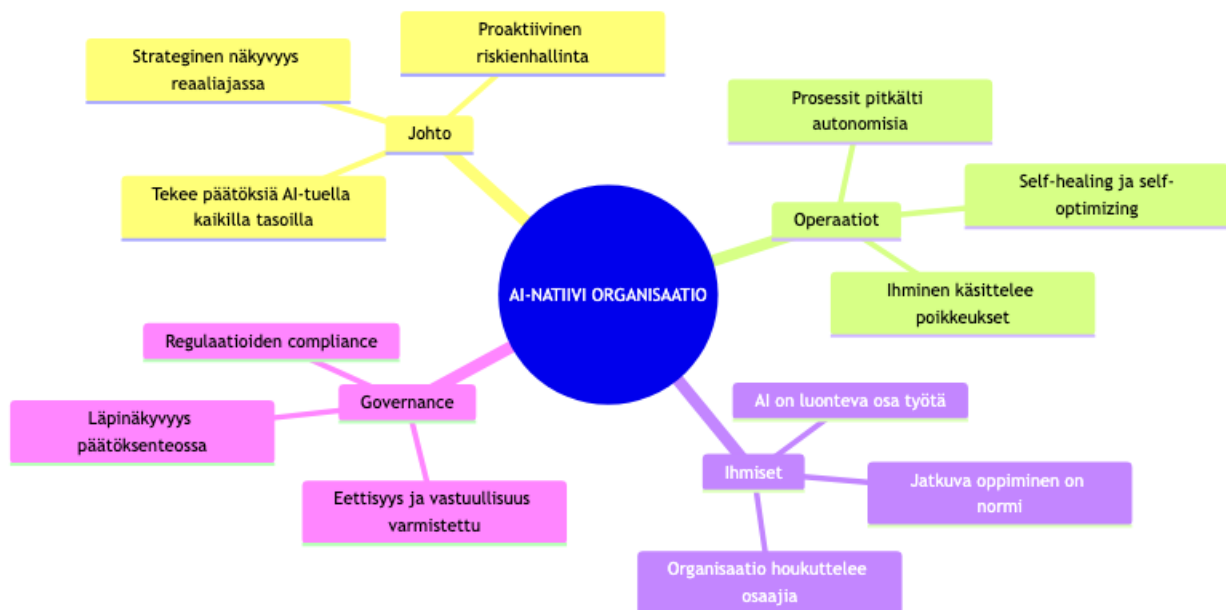 Proaktiivinen
riskienhallinta
Strateginen näkyvyys
reaaliajassa
Johto
Tekee päätöksiä AI-tuella
kaikilla tasoilla
Prosessit pitkälti
autonomisia
Self-healing ja self-
optimizing
Operaatiot
Ihminen käsittelee
poikkeukset
AI-NATIIVI ORGANISAATIO
Regulaatioiden compliance
Governance
Läpinäkyvyys
päätöksenteossa
Eettisyys ja vastuullisuus
varmistettu
AI on luonteva osa työtä
Ihmiset
Jatkuva oppiminen on
normi
Organisaatio houkuttelee
osaajia